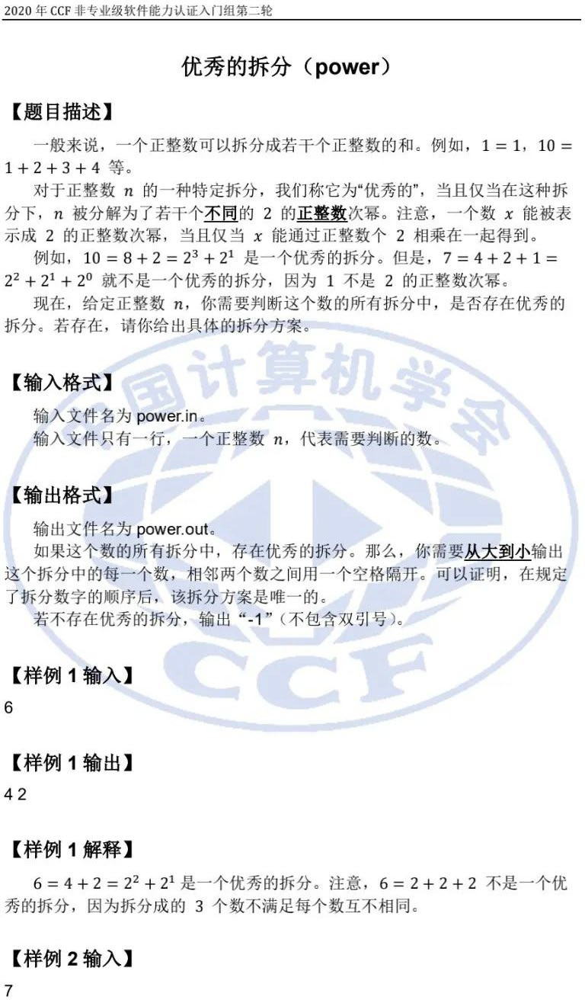 2020 年 CCF 非专业级软件能力认证入门组第二轮
优秀的拆分（power）
【题目描述】
一般来说，一个正整数可以拆分成若干个正整数的和。例如，1 = 1，10 =
1 + 2 + 3 + 4 等。
对于正整数 n 的一种特定拆分，我们称它为“优秀的”，当且仅当在这种拆
分下，n 被分解为了若干个不同的 2 的正整数次幂。注意，一个数 x 能被表
示成 2 的正整数次幂，当且仅当 x 能通过正整数个 2 相乘在一起得到。
例如，10 = 8 + 2 = 2³ + 2¹ 是一个优秀的拆分。但是，7 = 4 + 2 + 1 =
2² + 2¹ + 2⁰ 就不是一个优秀的拆分，因为 1 不是 2 的正整数次幂。
现在，给定正整数 n，你需要判断这个数的所有拆分中，是否存在优秀的
拆分。若存在，请你给出具体的拆分方案。
中国计算机学会
【输入格式】
输入文件名为 power.in。
输入文件只有一行，一个正整数 n，代表需要判断的数。
【输出格式】
输出文件名为 power.out。
如果这个数的所有拆分中，存在优秀的拆分。那么，你需要从大到小输出
这个拆分中的每一个数，相邻两个数之间用一个空格隔开。可以证明，在规定
了拆分数字的顺序后，该拆分方案是唯一的。
若不存在优秀的拆分，输出“-1”（不包含双引号）。
CCF
【样例 1 输入】
6
【样例 1 输出】
4 2
【样例 1 解释】
6 = 4 + 2 = 2² + 2¹ 是一个优秀的拆分。注意，6 = 2 + 2 + 2 不是一个优
秀的拆分，因为拆分成的 3 个数不满足每个数互不相同。
【样例 2 输入】
7